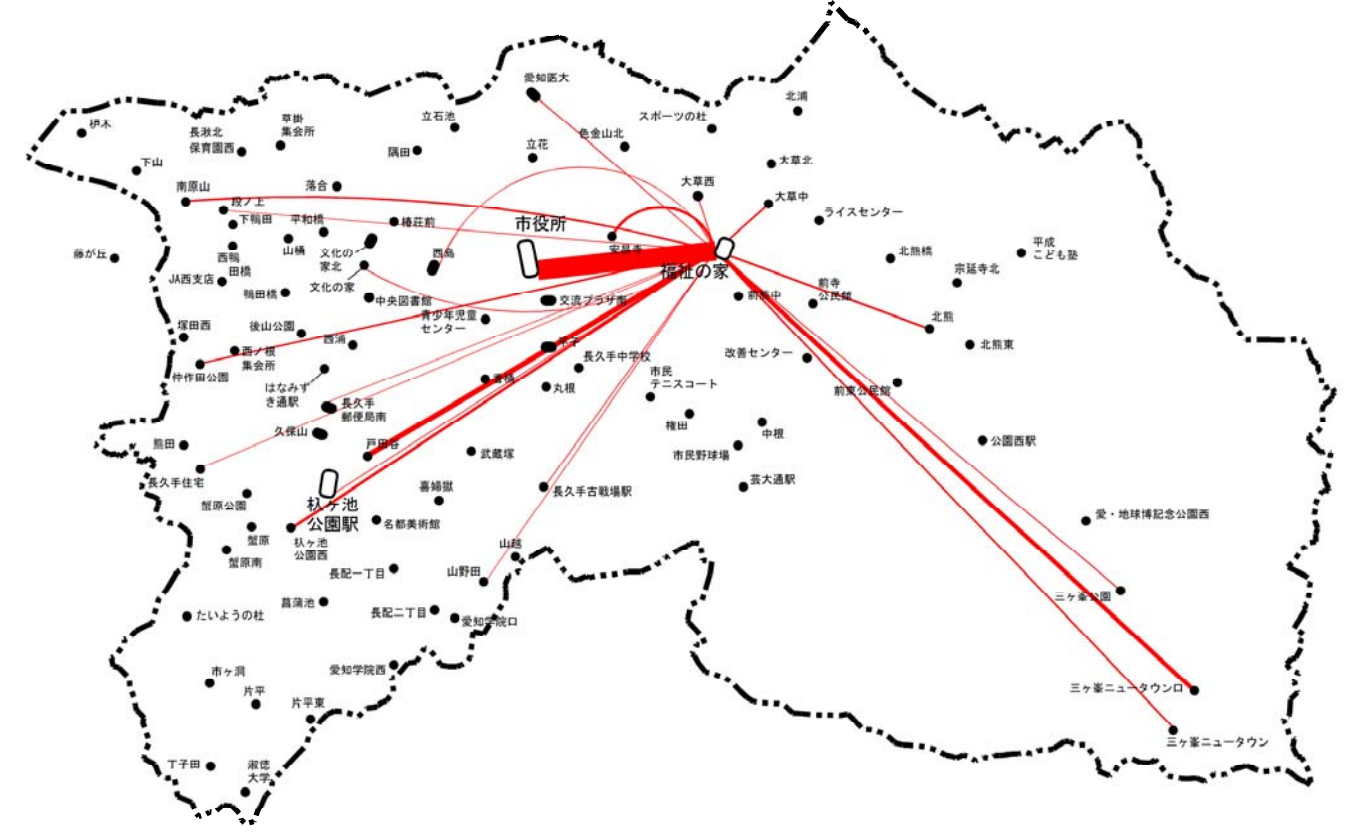 愛知医大
北浦
杁木
草掛
集会所
長湫北
保育園西
立石池
スポーツの杜
色金山北
立花
隅田
下山
大草北
南原山
落合
大草西
大草中
段ノ上
下鴨田
平和橋
椿荘前
市役所
ライスセンター
安昌寺
藤が丘
西鴨
田橋
山桶
文化の
家北
西島
北熊橋
平成
こども塾
福祉の家
宗延寺北
JA西支店
鴨田橋
文化の家
中央図書館
交流プラザ南
前熊中
前寺
公民館
青少年児童
センター
北熊
塚田西
後山公園
西浦
平子
北熊東
西ノ根
集会所
長久手中学校
改善センター
仲作田公園
はなみず
き通駅
菖桶
丸根
市民
テニスコート
前東公民館
長久手
郵便局南
権田
中根
久保山
熊田
戸田谷
武蔵塚
市民野球場
公園西駅
長久手住宅
蟹原公園
杁ヶ池
公園駅
喜婦嶽
長久手古戦場駅
芸大通駅
愛・地球博記念公園西
名都美術館
蟹原
杁ヶ池
公園西
山越
蟹原南
長配一丁目
山野田
三ヶ峯公園
菖蒲池
長配二丁目
たいようの杜
愛知学院口
市ヶ洞
愛知学院西
片平
三ヶ峯ニュータウン口
片平東
三ヶ峯ニュータウン
丁子田
淑徳
大学